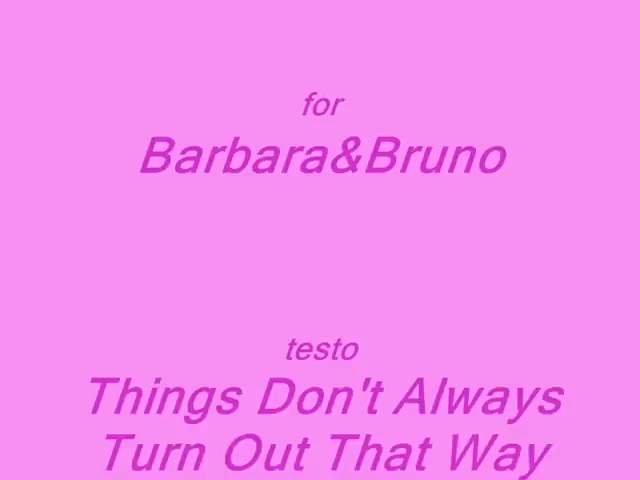 for
Barbara&Bruno
testo
Things Don't Always
Turn Out That Way